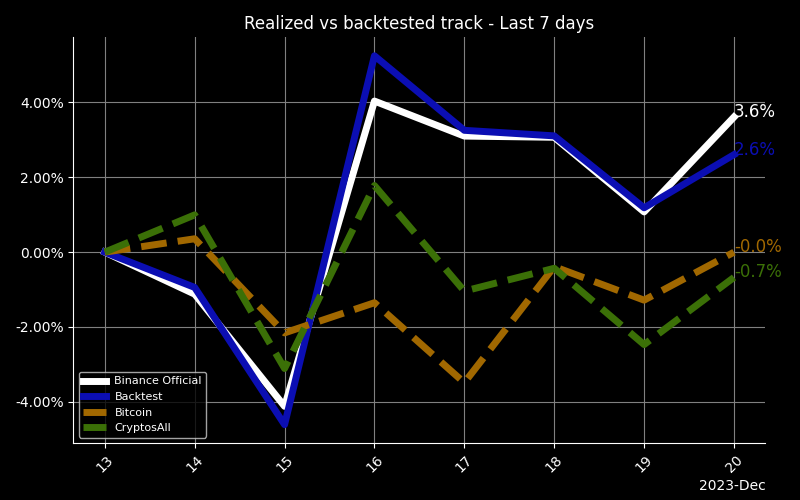 Realized vs backtested track - Last 7 days
4.00%
2.00%
0.00%
-2.00%
-4.00%
3.6%
2.6%
-0.0%
-0.7%
Binance Official
Backtest
Bitcoin
CryptosAll
13
14
15
16
17
18
19
20
2023-Dec